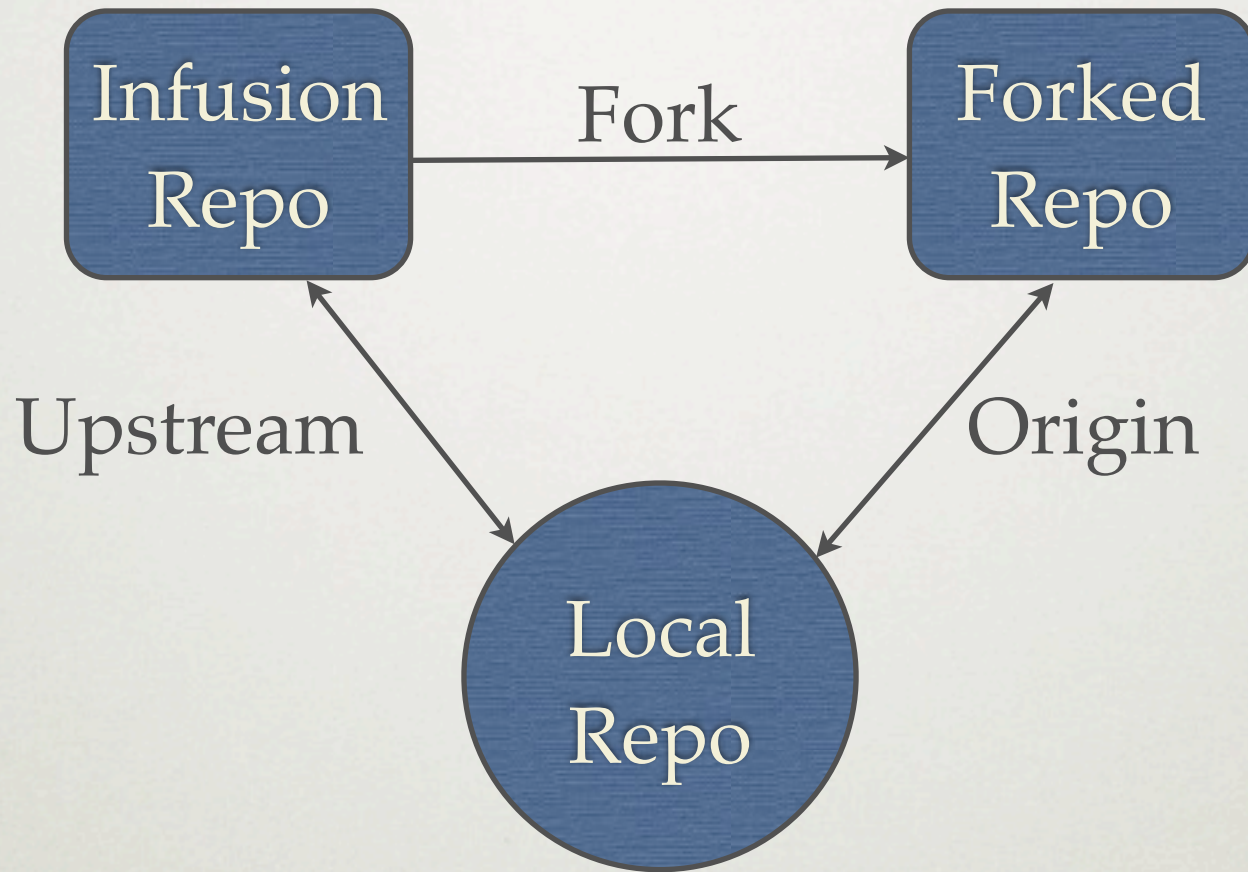 Infusion
Repo
Fork
Forked
Repo
Upstream
Origin
Local
Repo